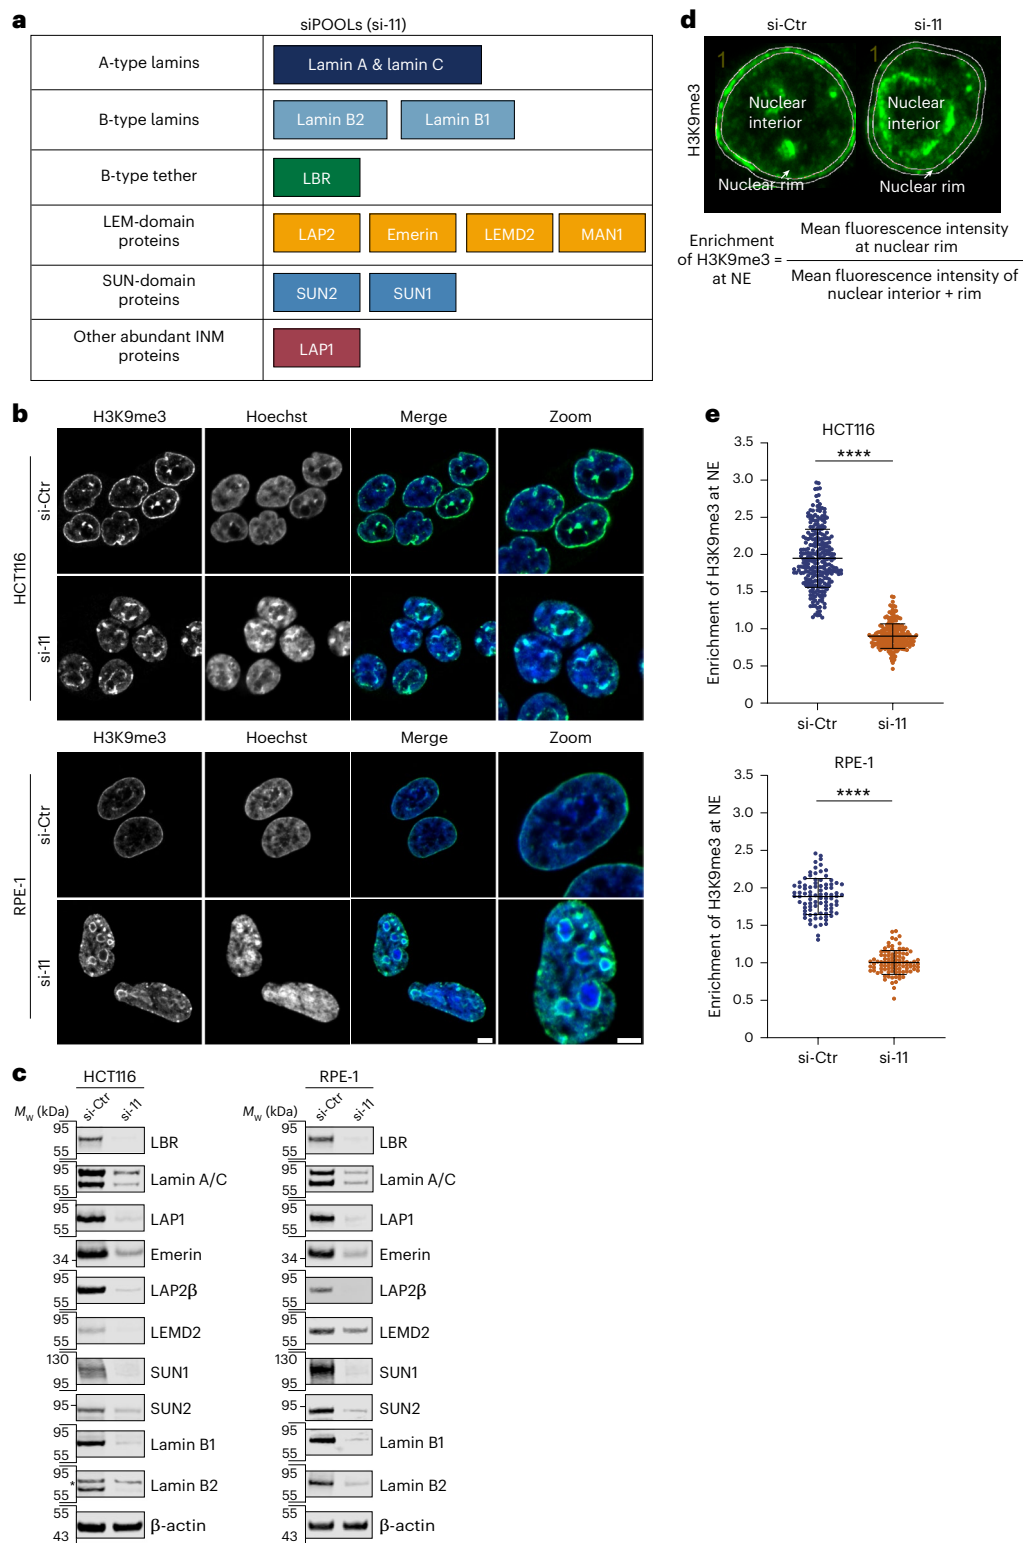 a
siPOOLs (si-11)
A-type lamins
Lamin A & lamin C
B-type lamins
Lamin B2
Lamin B1
B-type tether
LBR
LEM-domain
proteins
LAP2
Emerin
LEMD2
MAN1
SUN-domain
proteins
SUN2
SUN1
Other abundant INM
proteins
LAP1
d
si-Ctr
si-11
H3K9me3
1
Nuclear
interior
Nuclear rim
1
Nuclear
interior
Nuclear rim
Enrichment
of H3K9me3 =
at NE
Mean fluorescence intensity
at nuclear rim
Mean fluorescence intensity of
nuclear interior + rim
b
H3K9me3
Hoechst
Merge
Zoom
HCT116
si-Ctr
si-11
H3K9me3
Hoechst
Merge
Zoom
RPE-1
si-Ctr
si-11
e
HCT116
Enrichment of H3K9me3 at NE
3.5
3.0
2.5
2.0
1.5
1.0
0.5
0
****
si-Ctr
si-11
RPE-1
Enrichment of H3K9me3 at NE
3.5
3.0
2.5
2.0
1.5
1.0
0.5
0
****
si-Ctr
si-11
c
HCT116
Mw (kDa)
si-Ctr
si-11
95
55
LBR
95
55
Lamin A/C
95
55
LAP1
34
Emerin
95
55
LAP2β
95
55
LEMD2
130
95
SUN1
95
SUN2
95
55
Lamin B1
95
*
55
Lamin B2
55
43
β-actin
RPE-1
Mw (kDa)
si-Ctr
si-11
95
55
LBR
95
55
Lamin A/C
95
55
LAP1
34
Emerin
95
55
LAP2β
95
55
LEMD2
130
95
SUN1
95
SUN2
95
55
Lamin B1
95
55
Lamin B2
55
43
β-actin